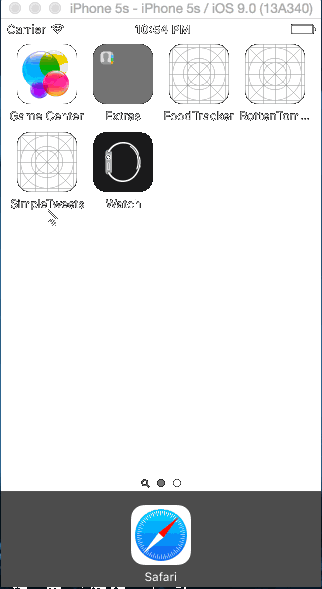 iPhone 5s - iPhone 5s / iOS 9.0 (13A340)
Carrier 10:54 PM
Game Center Extras FoodTracker RottenTom...
SimpleTweets Watch
Safari